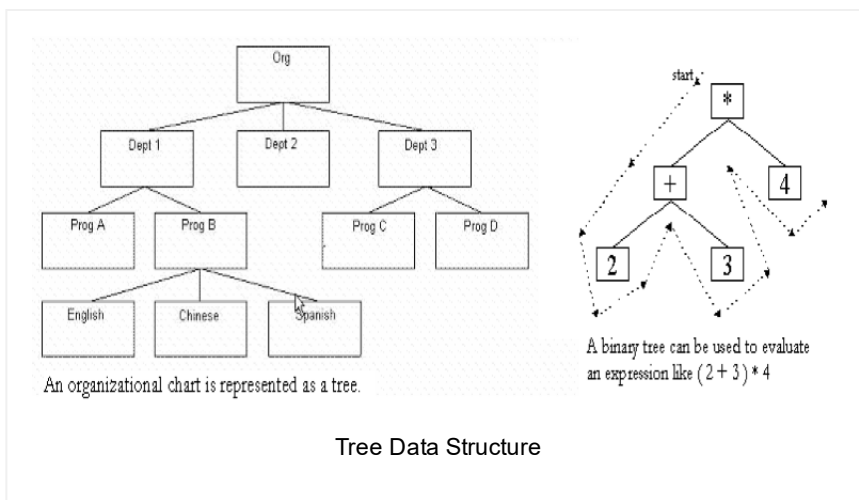 Org
Dept 1 Dept 2 Dept 3
Prog A Prog B Prog C Prog D
English Chinese Spanish
An organizational chart is represented as a tree.
start
*
+ 4
2 3
A binary tree can be used to evaluate
an expression like (2 + 3) * 4
Tree Data Structure